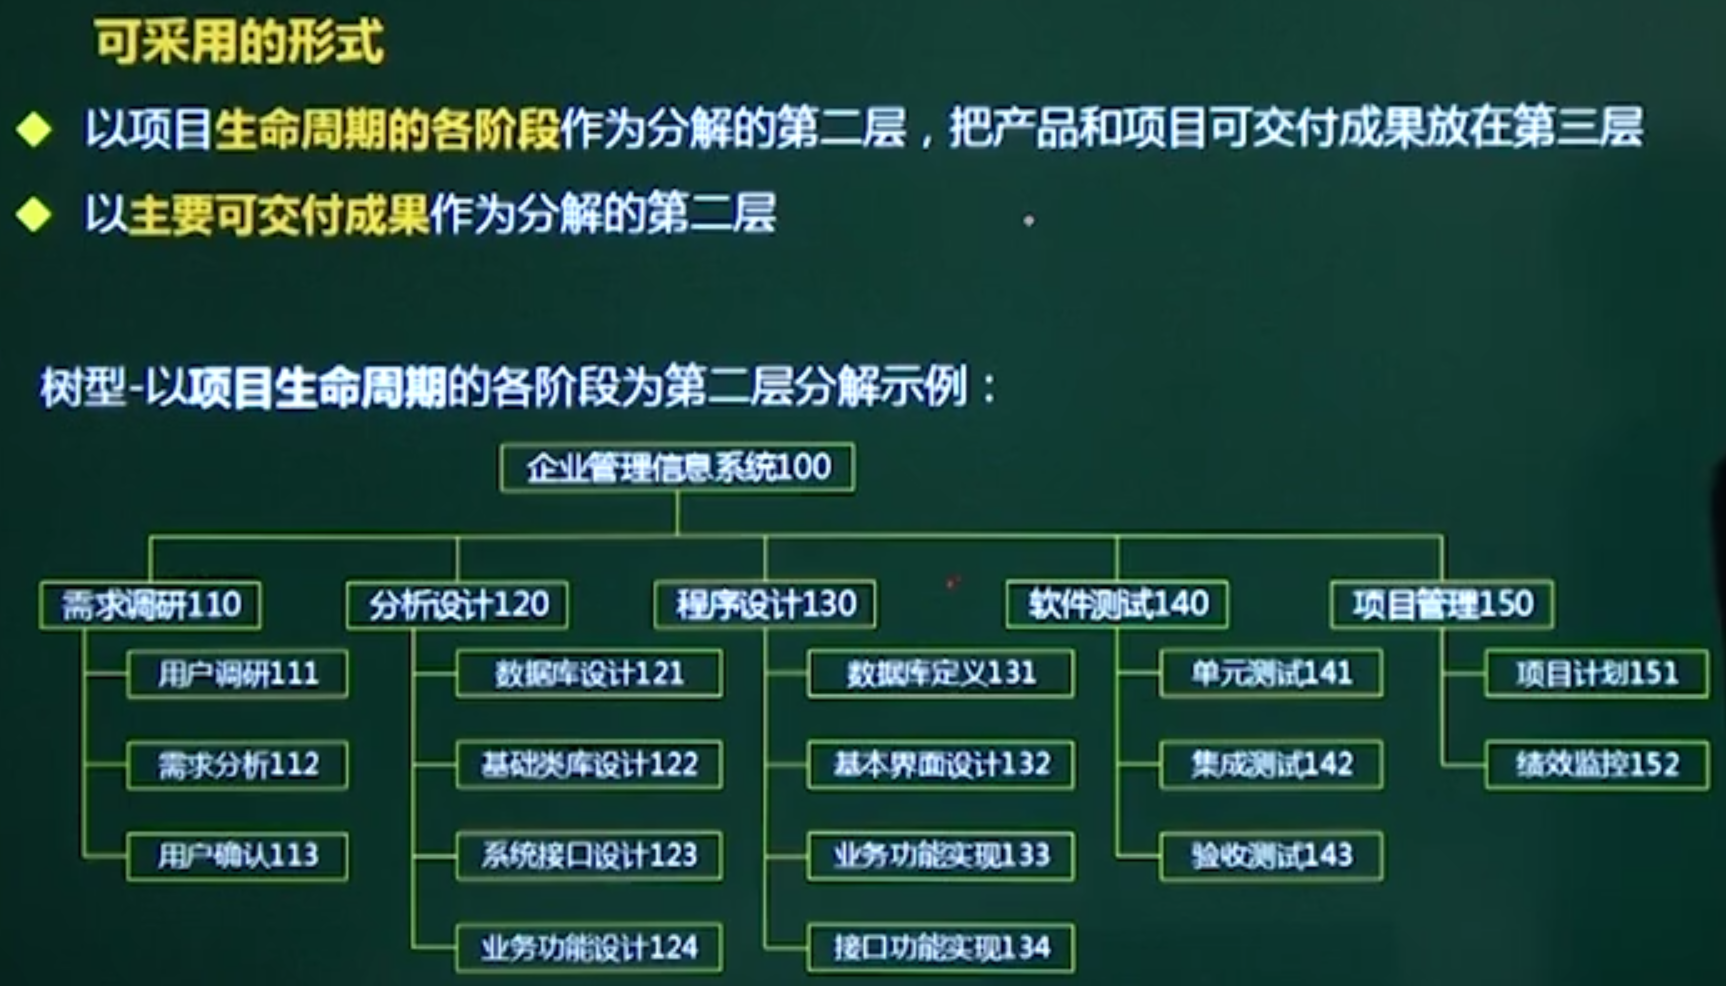 可采用的形式
以项目生命周期的各阶段作为分解的第二层，把产品和项目可交付成果放在第三层
以主要可交付成果作为分解的第二层
树型-以项目生命周期的各阶段为第二层分解示例：
企业管理信息系统100
需求调研110 分析设计120 程序设计130 软件测试140 项目管理150
用户调研111 数据库设计121 数据库定义131 单元测试141 项目计划151
需求分析112 基础类库设计122 基本界面设计132 集成测试142 绩效监控152
用户确认113 系统接口设计123 业务功能实现133 验收测试143
业务功能设计124 接口功能实现134